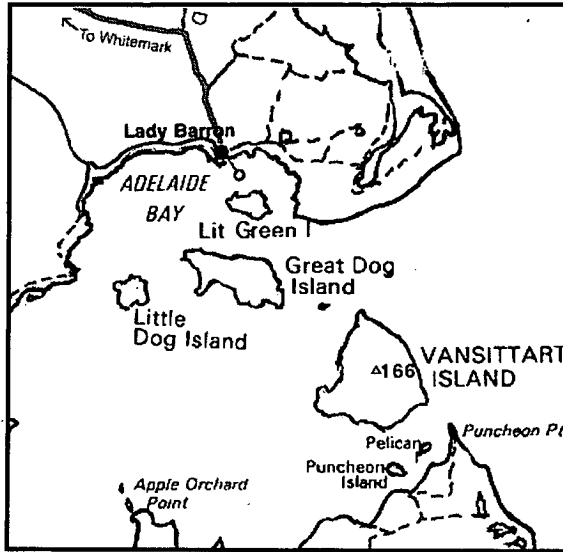 To Whitemark
Lady Barron
ADELAIDE
BAY
Lit Green I
Great Dog
Island
Little
Dog Island
VANSITTART
△166
ISLAND
Puncheon Pt
Pelican
Puncheon
Island
Apple Orchard
Point